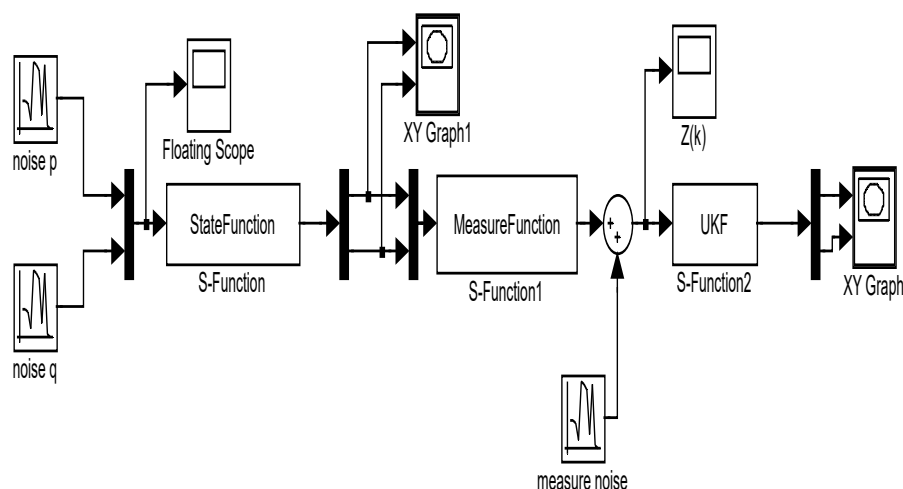 noise p
Floating Scope
XY Graph1
Z(k)
StateFunction
S-Function
MeasureFunction
S-Function1
+
+
UKF
S-Function2
XY Graph
noise q
measure noise